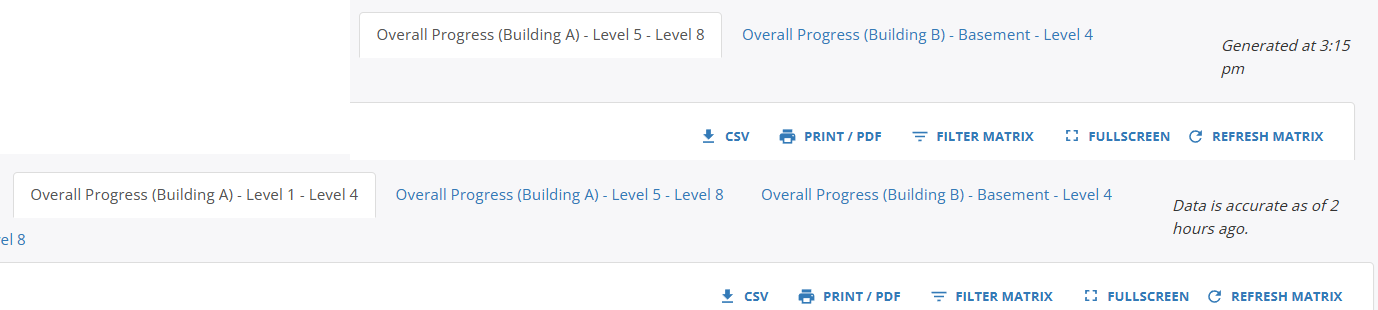 Overall Progress (Building A) - Level 5 - Level 8
Overall Progress (Building B) - Basement - Level 4
Generated at 3:15
pm
CSV
PRINT / PDF
FILTER MATRIX
FULLSCREEN
REFRESH MATRIX
Overall Progress (Building A) - Level 1 - Level 4
Overall Progress (Building A) - Level 5 - Level 8
Overall Progress (Building B) - Basement - Level 4
Data is accurate as of 2
hours ago.
8
CSV
PRINT / PDF
FILTER MATRIX
FULLSCREEN
REFRESH MATRIX